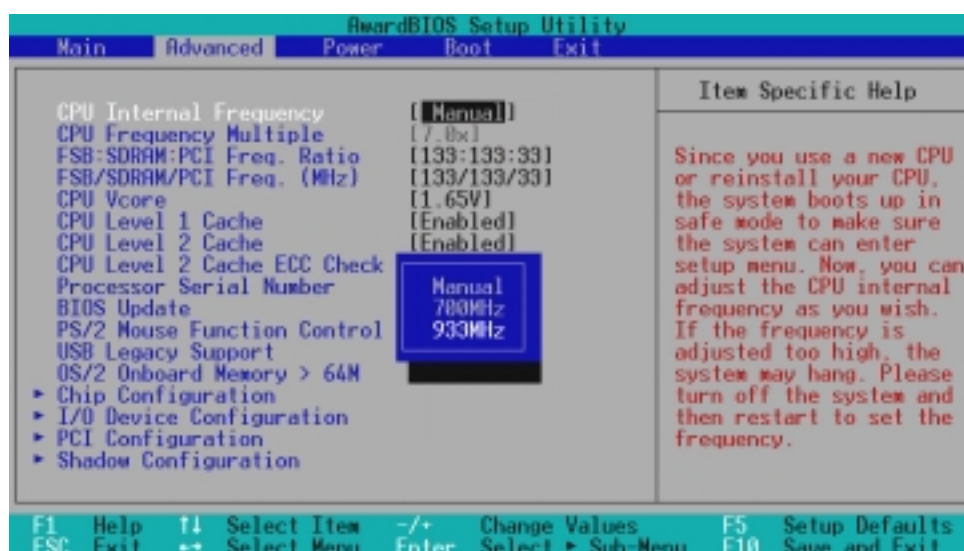 AwardBIOS Setup Utility
Main Advanced Power Boot Exit
Item Specific Help
CPU Internal Frequency [ Manual]
CPU Frequency Multiple [7.0x]
FSB:SDRAM:PCI Freq. Ratio [133:133:33]
FSB/SDRAM/PCI Freq. (MHz) [133/133/33]
CPU Vcore [1.65V]
CPU Level 1 Cache [Enabled]
CPU Level 2 Cache [Enabled]
CPU Level 2 Cache ECC Check
Processor Serial Number
BIOS Update
PS/2 Mouse Function Control
USB Legacy Support
OS/2 Onboard Memory > 64M
► Chip Configuration
► I/O Device Configuration
► PCI Configuration
► Shadow Configuration
Manual
700MHz
933MHz
Since you use a new CPU
or reinstall your CPU,
the system boots up in
safe mode to make sure
the system can enter
setup menu. Now, you can
adjust the CPU internal
frequency as you wish.
If the frequency is
adjusted too high, the
system may hang. Please
turn off the system and
then restart to set the
frequency.
F1 Help ↑↓ Select Item -/+ Change Values F5 Setup Defaults
ESC Exit ←→ Select Menu Enter Select ► Sub-Menu F10 Save and Exit